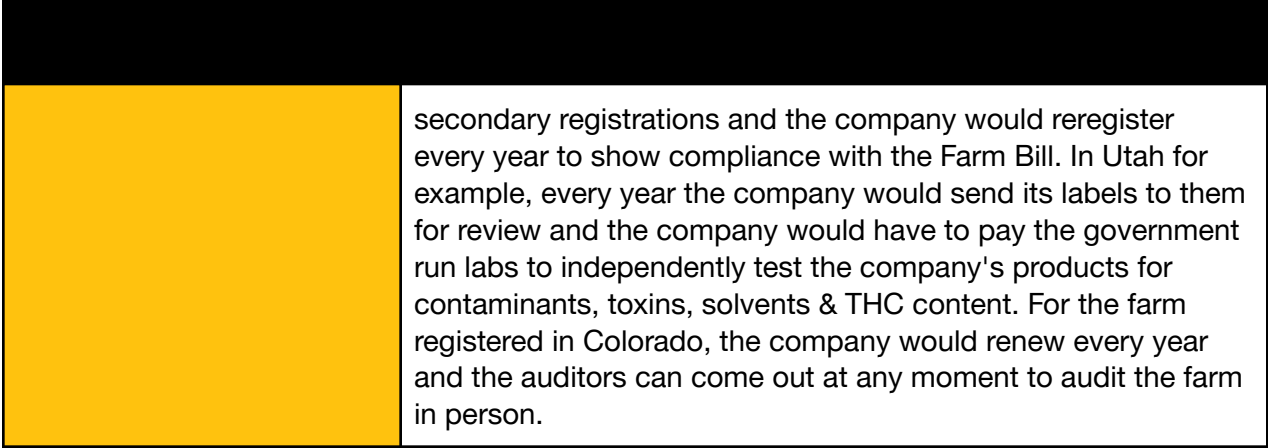 secondary registrations and the company would reregister
every year to show compliance with the Farm Bill. In Utah for
example, every year the company would send its labels to them
for review and the company would have to pay the government
run labs to independently test the company's products for
contaminants, toxins, solvents & THC content. For the farm
registered in Colorado, the company would renew every year
and the auditors can come out at any moment to audit the farm
in person.